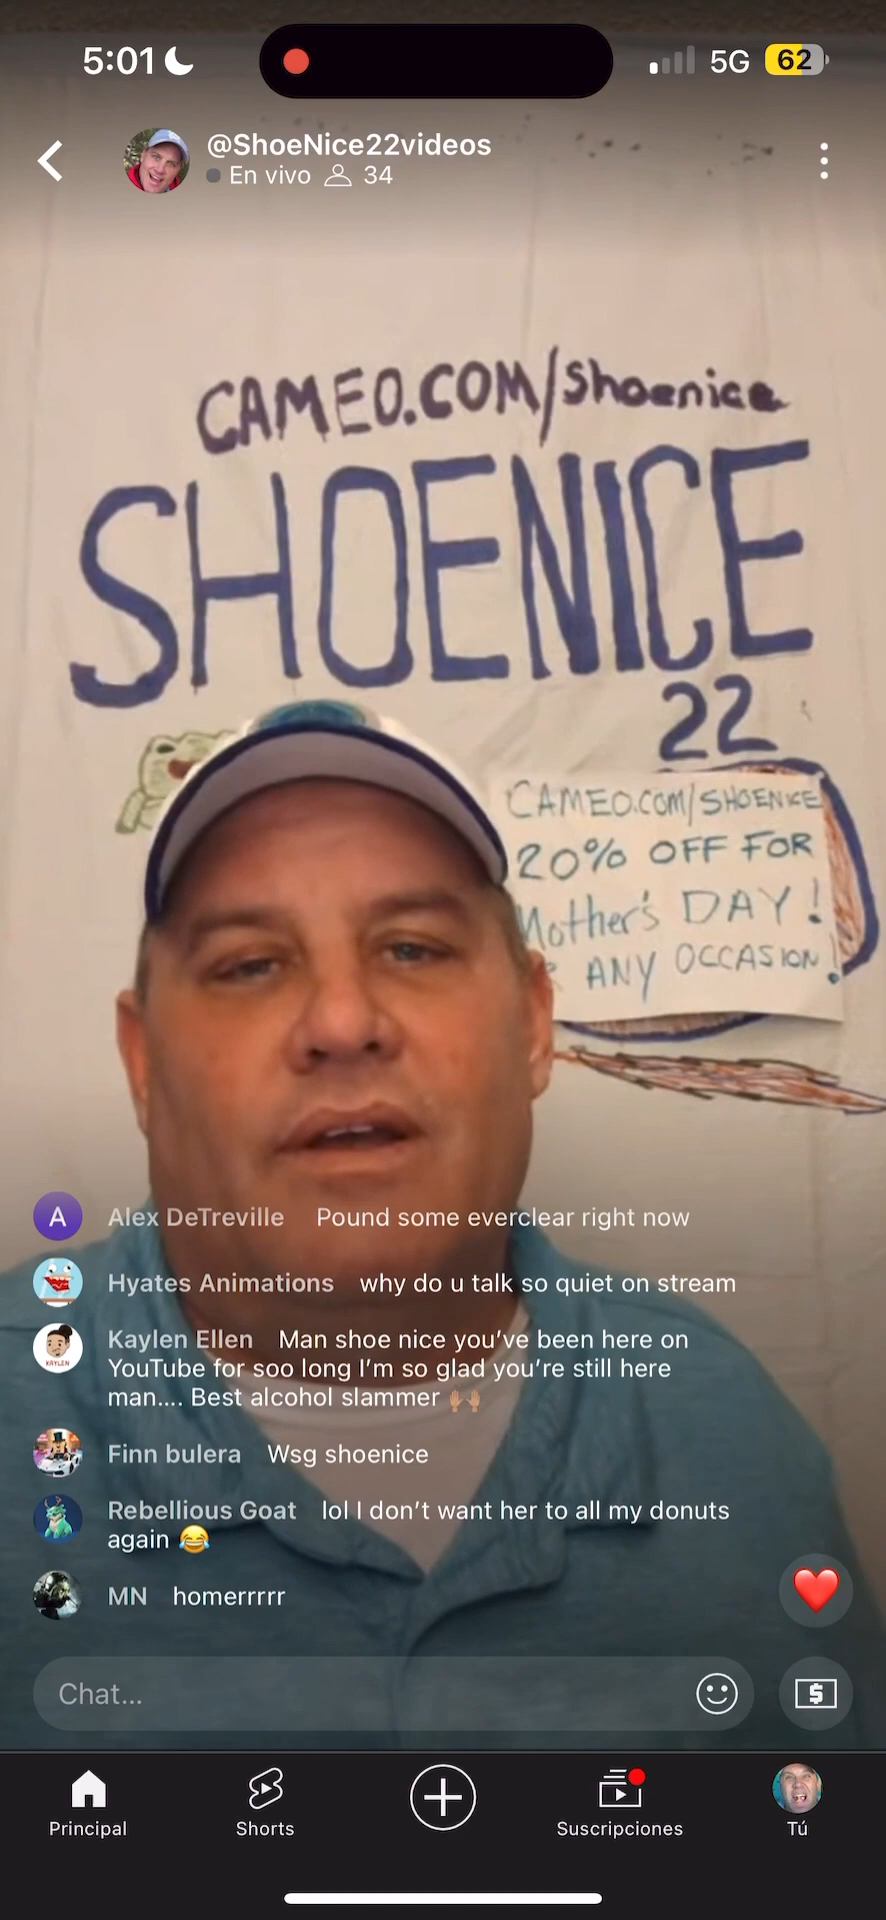 5:01
5G
62
@ShoeNice22videos
En vivo 34
CAMEO.COM/shoenice
SHOENICE
22
CAMEO.COM/SHOENICE
20% OFF FOR
Mother's DAY!
ANY OCCASION!
A Alex DeTreville Pound some everclear right now
Hyates Animations why do u talk so quiet on stream
KAYLEN
Kaylen Ellen Man shoe nice you've been here on
YouTube for soo long I'm so glad you're still here
man.... Best alcohol slammer 🙌🏽
Finn bulera Wsg shoenice
Rebellious Goat lol I don't want her to all my donuts
again 😂
MN homerrrrr
Chat...
Principal Shorts Suscripciones Tú